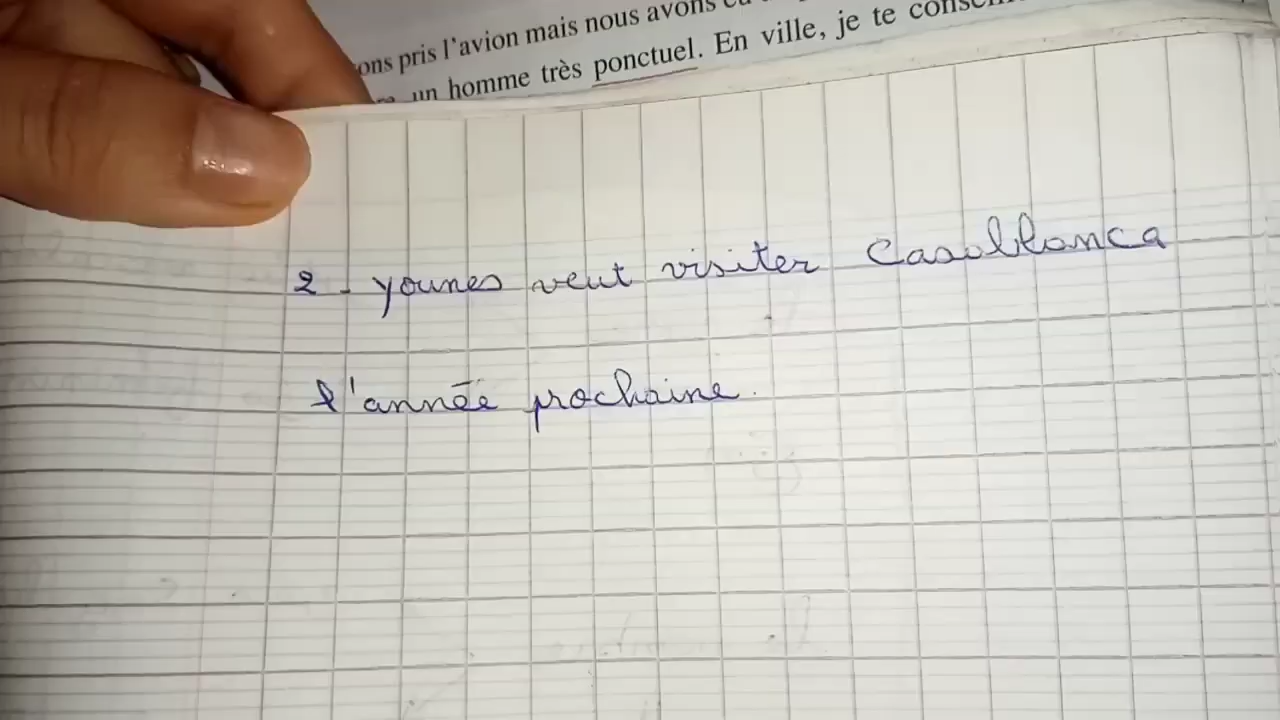 ons pris l'avion mais nous avons
un homme très ponctuel. En ville, je te
2 - younes veut visiter Casablanca
l'année prochaine.